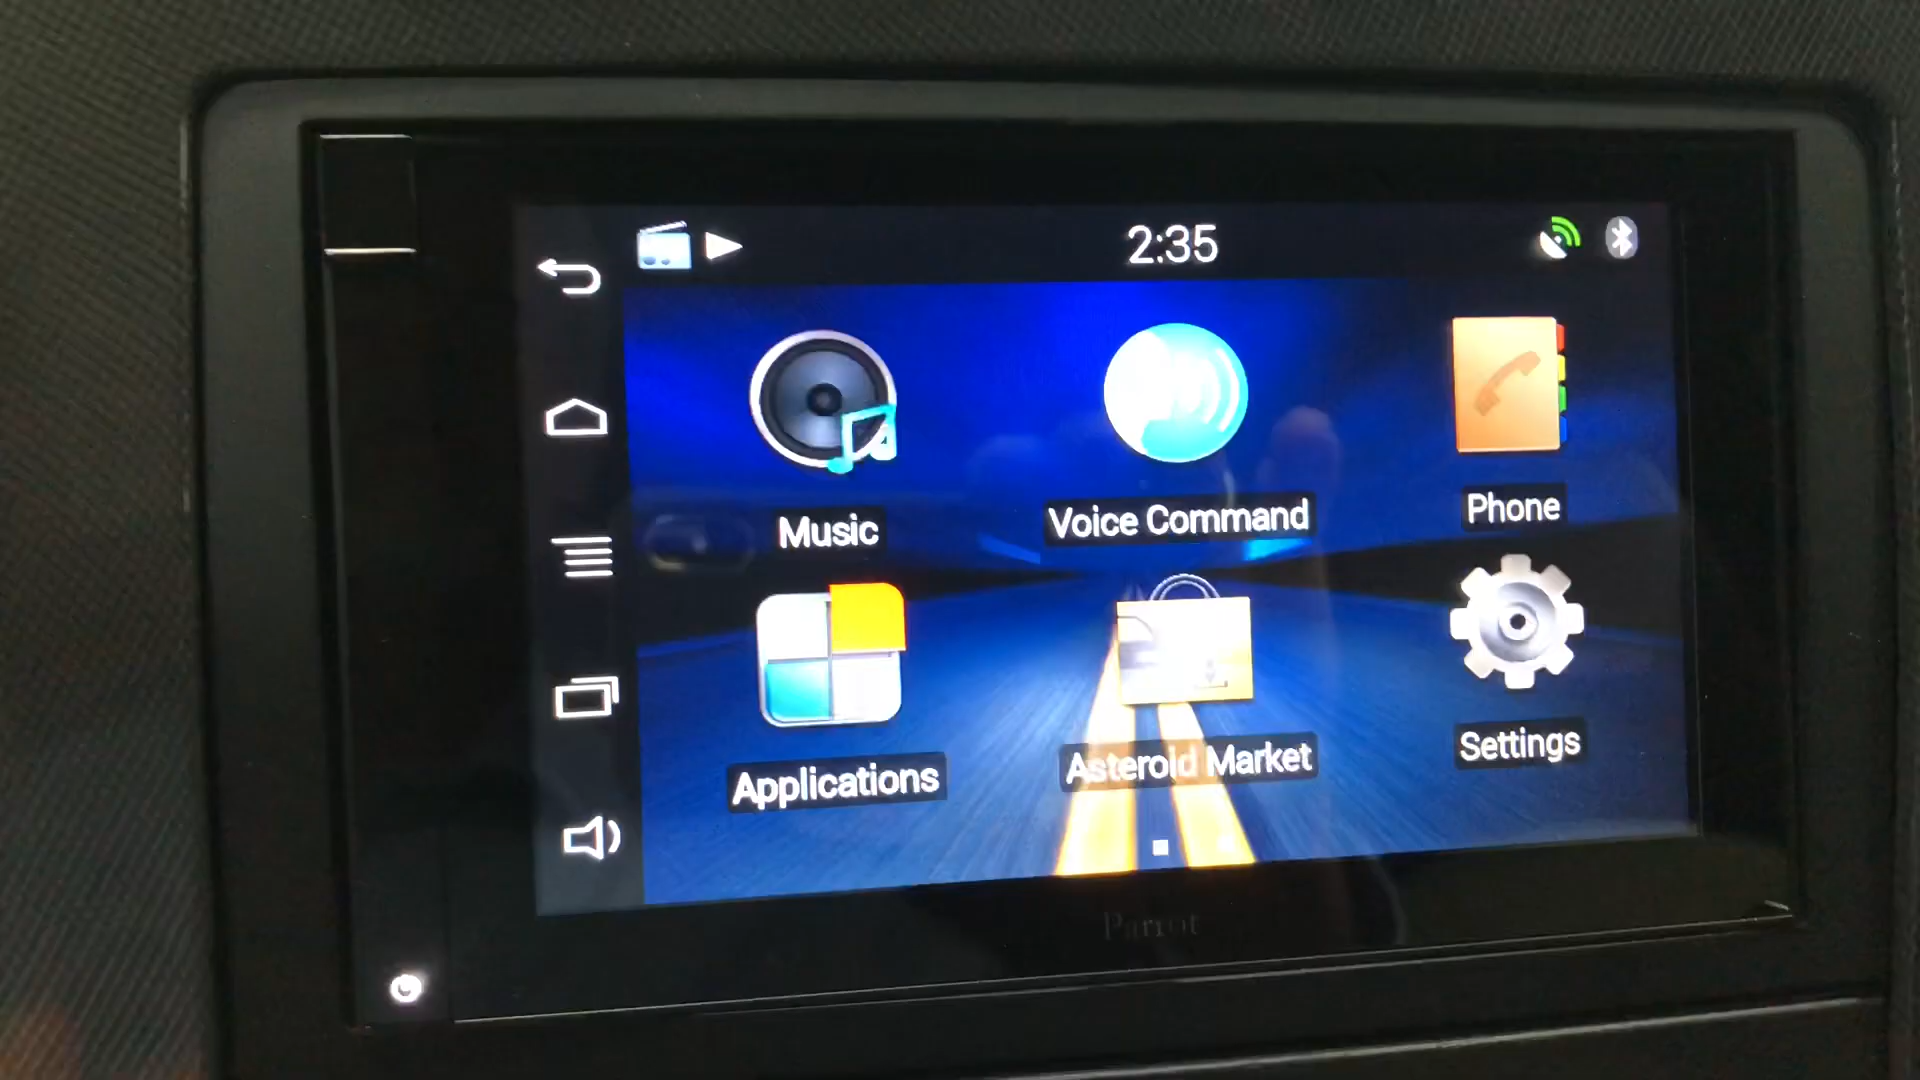 2:35
Music
Voice Command
Phone
Applications
Asteroid Market
Settings
Parrot